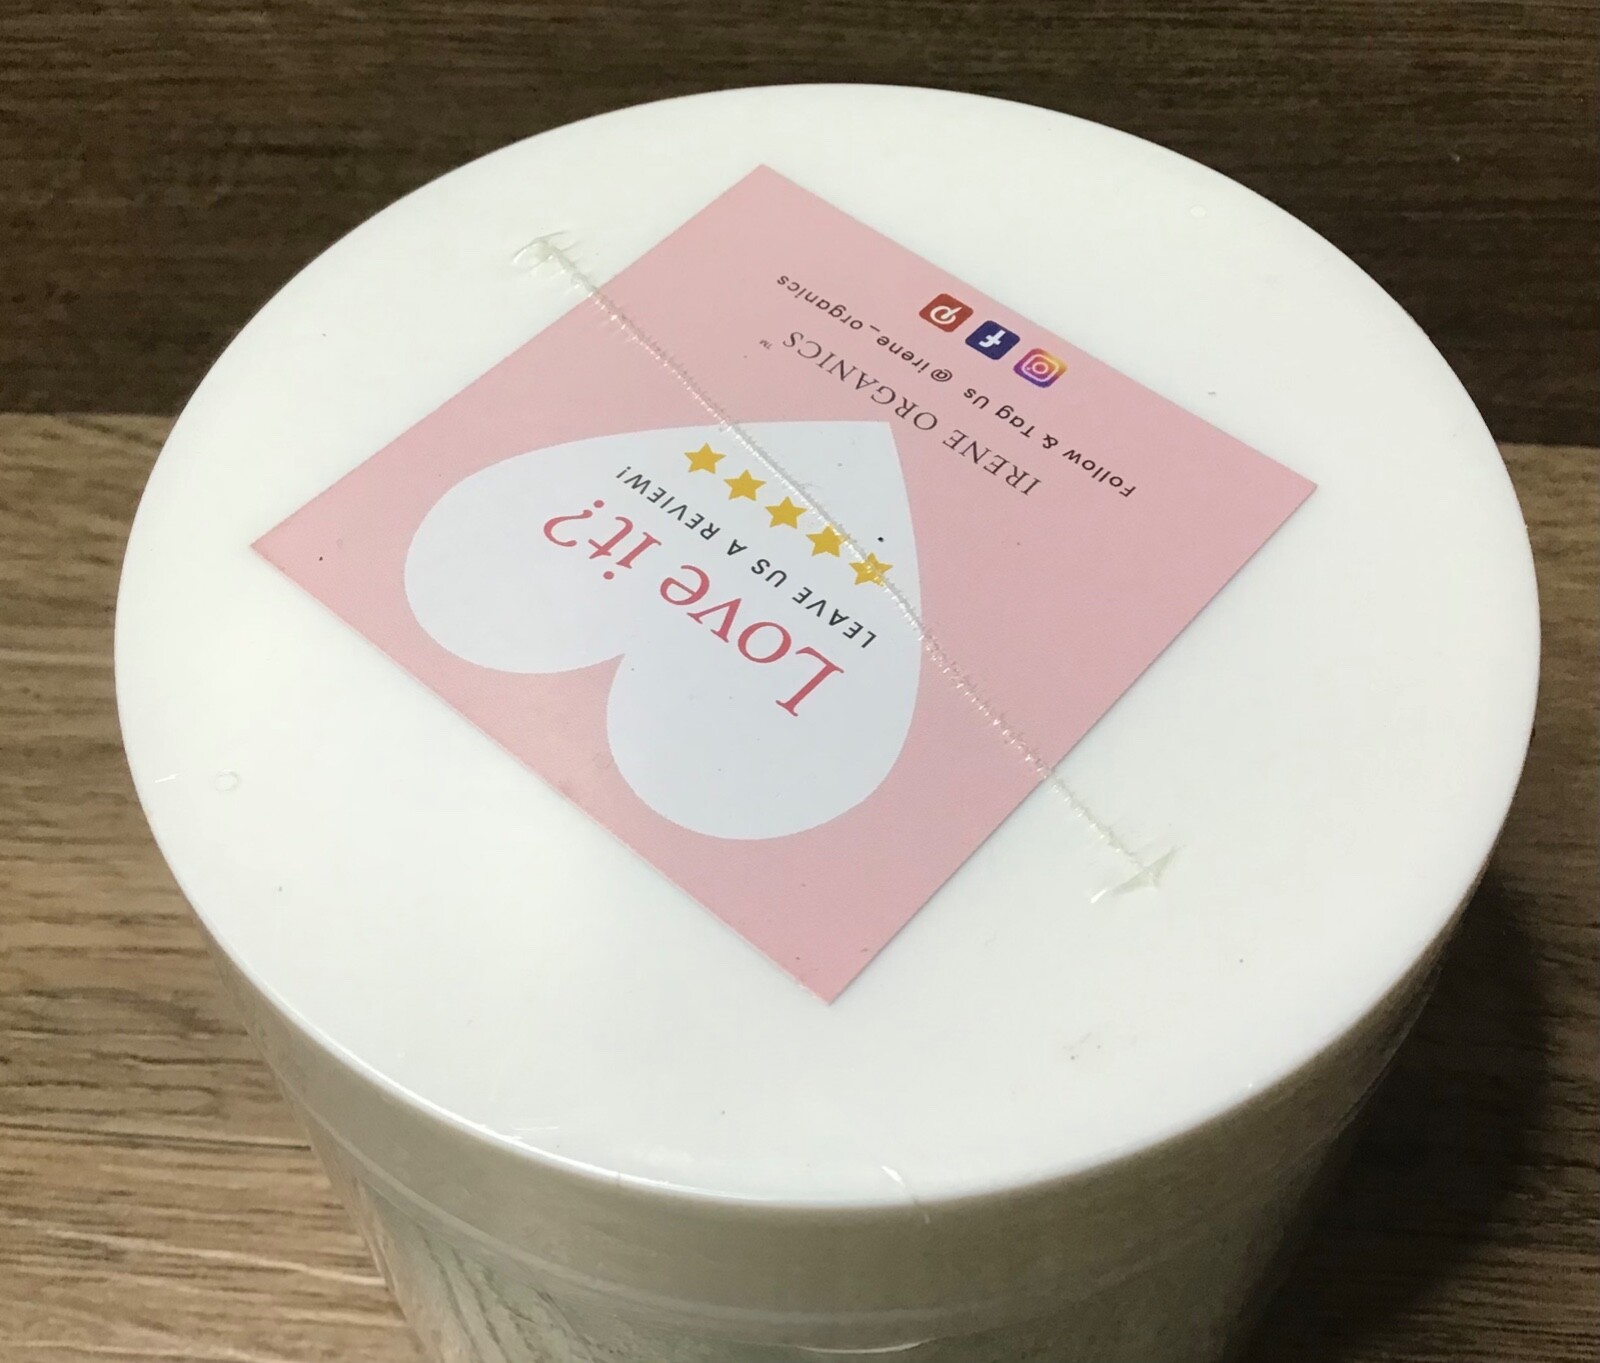 Love it?
LEAVE US A REVIEW!
IRENE ORGANICS™
Follow & Tag Us @irene_organics